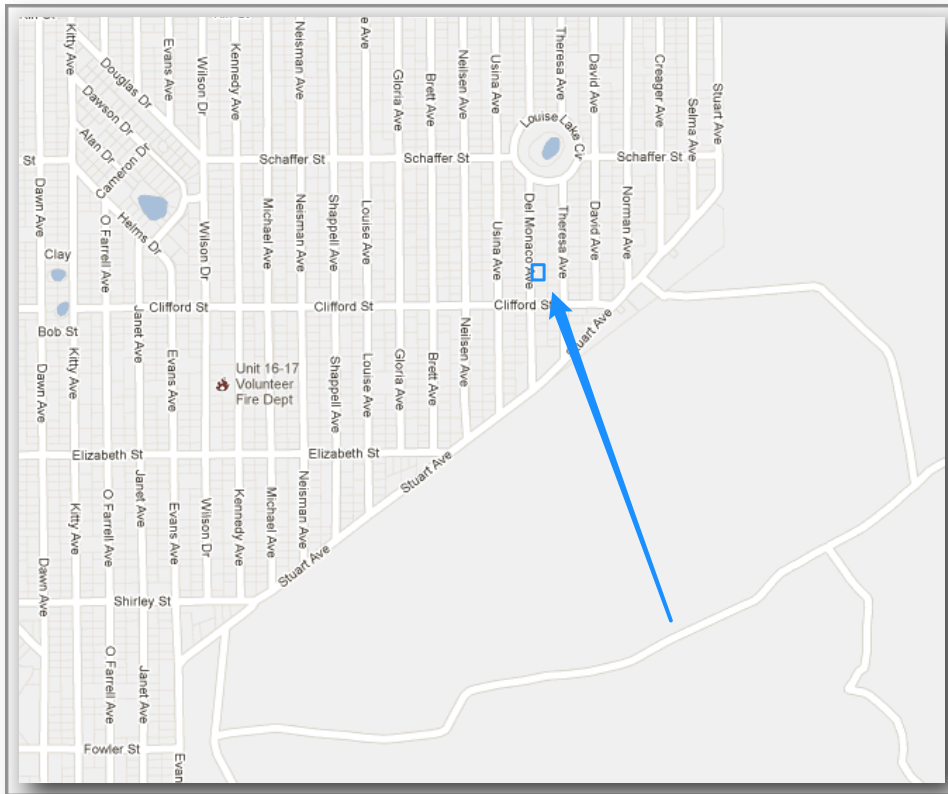 Kitty Ave
Douglas Dr
Evans Ave
Wilson Dr
Kennedy Ave
Neisman Ave
e Ave
Gloria Ave
Brett Ave
Neilsen Ave
Usina Ave
Theresa Ave
David Ave
Creager Ave
Selma Ave
Stuart Ave
Dawson Dr
Alan Dr
Cameron Dr
Louise Lake Cir
St
Schaffer St
Schaffer St
Schaffer St
Dawn Ave
O Farrell Ave
Helms Dr
Wilson Dr
Michael Ave
Neisman Ave
Shappell Ave
Louise Ave
Usina Ave
Del Monaco Ave
Theresa Ave
David Ave
Norman Ave
Clay
Clifford St
Clifford St
Clifford St
Bob St
Janet Ave
Stuart Ave
Dawn Ave
Kitty Ave
Evans Ave
Unit 16-17
Volunteer
Fire Dept
Shappell Ave
Louise Ave
Gloria Ave
Brett Ave
Neilsen Ave
Elizabeth St
Elizabeth St
Stuart Ave
Kitty Ave
O Farrell Ave
Janet Ave
Evans Ave
Wilson Dr
Kennedy Ave
Michael Ave
Neisman Ave
Stuart Ave
Dawn Ave
Shirley St
O Farrell Ave
Janet Ave
Fowler St
Evan